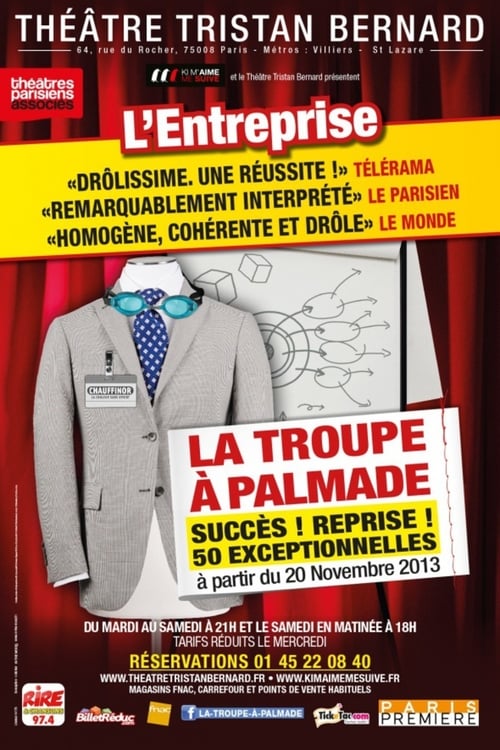 THÉÂTRE TRISTAN BERNARD
64, rue du Rocher, 75008 Paris - Métros : Villiers - St Lazare
théâtres
parisiens
associés
KI M'AIME
ME SUIVE
et le Théâtre Tristan Bernard présentent
L'Entreprise
«DRÔLISSIME. UNE RÉUSSITE !» TÉLÉRAMA
«REMARQUABLEMENT INTERPRÉTÉ» LE PARISIEN
«HOMOGÈNE, COHÉRENTE ET DRÔLE» LE MONDE
CHAUFFINOR
LA TROUPE
À PALMADE
SUCCÈS ! REPRISE !
50 EXCEPTIONNELLES
à partir du 20 Novembre 2013
DU MARDI AU SAMEDI À 21H ET LE SAMEDI EN MATINÉE À 18H
TARIFS RÉDUITS LE MERCREDI
RÉSERVATIONS 01 45 22 08 40
WWW.THEATRETRISTANBERNARD.FR • WWW.KIMAIMEMESUIVE.FR
MAGASINS FNAC, CARREFOUR ET POINTS DE VENTE HABITUELS
RIRE
& CHANSONS
97.4
BilletRéduc
fnac
f LA-TROUPE-À-PALMADE
TickeTac.com
PARIS
PREMIÈRE